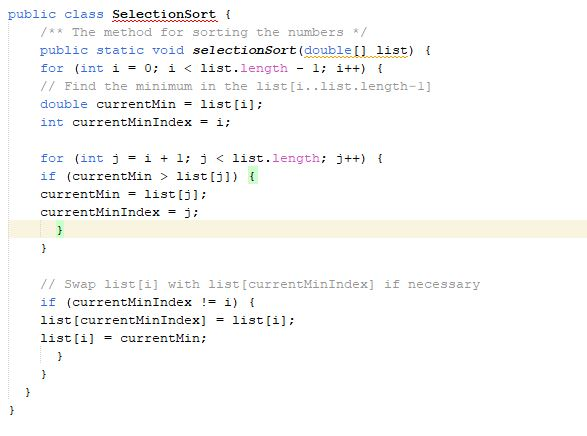 public class SelectionSort {
/** The method for sorting the numbers */
public static void selectionSort(double[] list) {
for (int i = 0; i < list.length - 1; i++) {
// Find the minimum in the list[i..list.length-1]
double currentMin = list[i];
int currentMinIndex = i;
for (int j = i + 1; j < list.length; j++) {
if (currentMin > list[j]) {
currentMin = list[j];
currentMinIndex = j;
}
}
// Swap list[i] with list[currentMinIndex] if necessary
if (currentMinIndex != i) {
list[currentMinIndex] = list[i];
list[i] = currentMin;
}
}
}
}